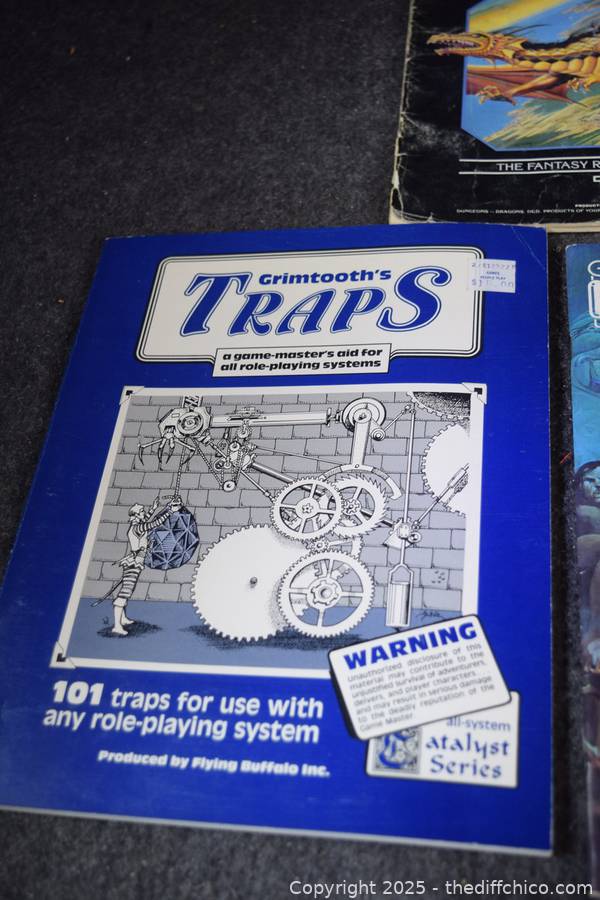 THE FANTASY R
DUNGEONS
DRAGONS, D&D, PRODUCTS OF YOUR
Grimtooth's
TRAPS
GAMES
PEOPLE PLAY
a game-master's aid for
all role-playing systems
WARNING
Unauthorized disclosure of this
material may contribute to the
unjustified survival of adventurers,
delvers, and player characters,
and may result in serious damage
to the deadly reputation of the
Game Master.
101 traps for use with
any role-playing system
Produced by Flying Buffalo Inc.
all-system
atalyst
Series
Copyright 2025 - thediffchico.com